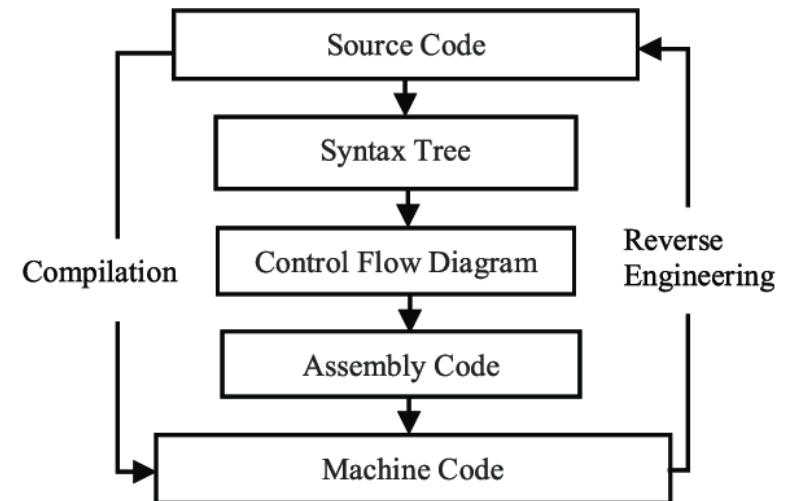 Source Code
Syntax Tree
Control Flow Diagram
Assembly Code
Machine Code
Compilation
Reverse
Engineering